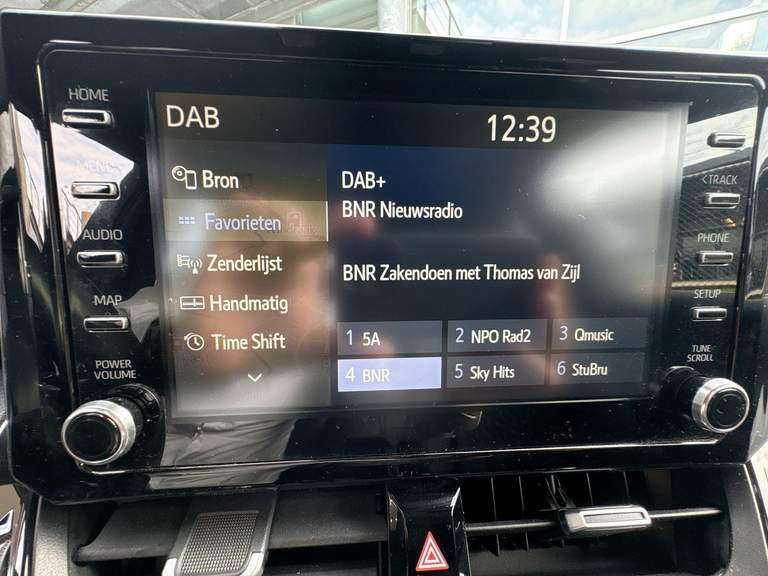 HOME
MENU
AUDIO
MAP
POWER
VOLUME
DAB
12:39
Bron
Favorieten
Zenderlijst
Handmatig
Time Shift
DAB+
BNR Nieuwsradio
BNR Zakendoen met Thomas van Zijl
1 5A
2 NPO Rad2
3 Qmusic
4 BNR
5 Sky Hits
6 StuBru
<TRACK
PHONE
SETUP
TUNE
SCROLL